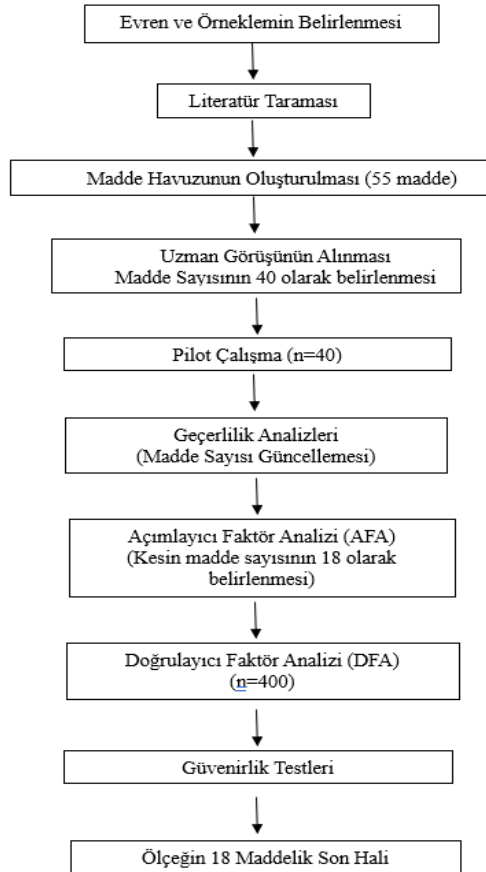 Evren ve Örneklemin Belirlenmesi
Literatür Taraması
Madde Havuzunun Oluşturulması (55 madde)
Uzman Görüşünün Alınması
Madde Sayısının 40 olarak belirlenmesi
Pilot Çalışma (n=40)
Geçerlilik Analizleri
(Madde Sayısı Güncellemesi)
Açımlayıcı Faktör Analizi (AFA)
(Kesin madde sayısının 18 olarak
belirlenmesi)
Doğrulayıcı Faktör Analizi (DFA)
(n=400)
Güvenirlik Testleri
Ölçeğin 18 Maddelik Son Hali